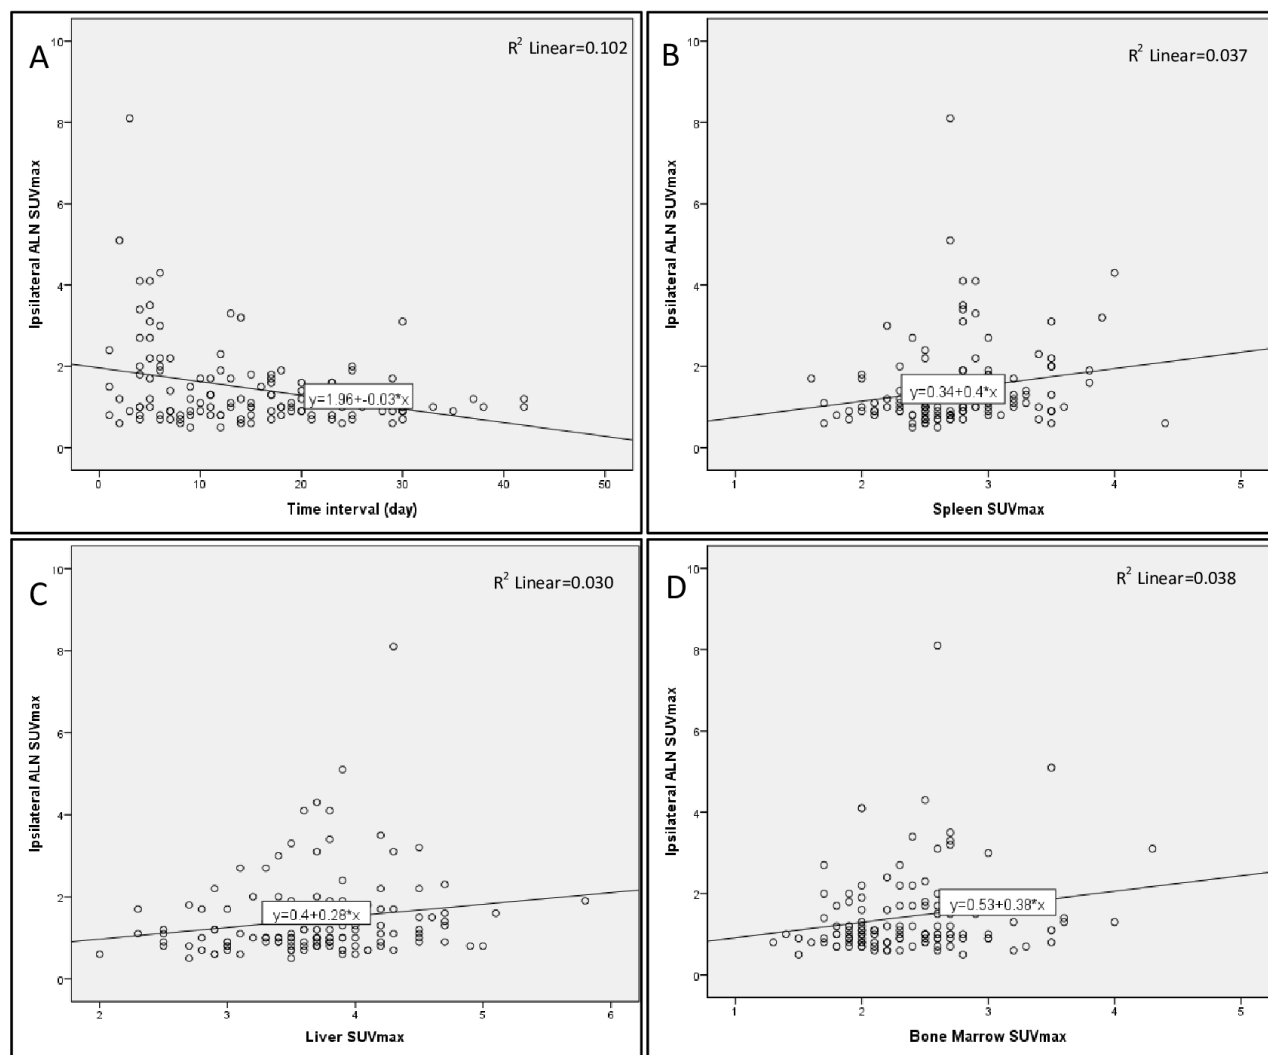 A
R² Linear=0.102
10
8
6
4
2
0
Ipsilateral ALN SUVmax
y=1.96+-0.03*x
0 10 20 30 40 50
Time interval (day)
B
R² Linear=0.037
10
8
6
4
2
0
Ipsilateral ALN SUVmax
y=0.34+0.4*x
1 2 3 4 5
Spleen SUVmax
C
R² Linear=0.030
10
8
6
4
2
0
Ipsilateral ALN SUVmax
y=0.4+0.28*x
2 3 4 5 6
Liver SUVmax
D
R² Linear=0.038
10
8
6
4
2
0
Ipsilateral ALN SUVmax
y=0.53+0.38*x
1 2 3 4 5
Bone Marrow SUVmax